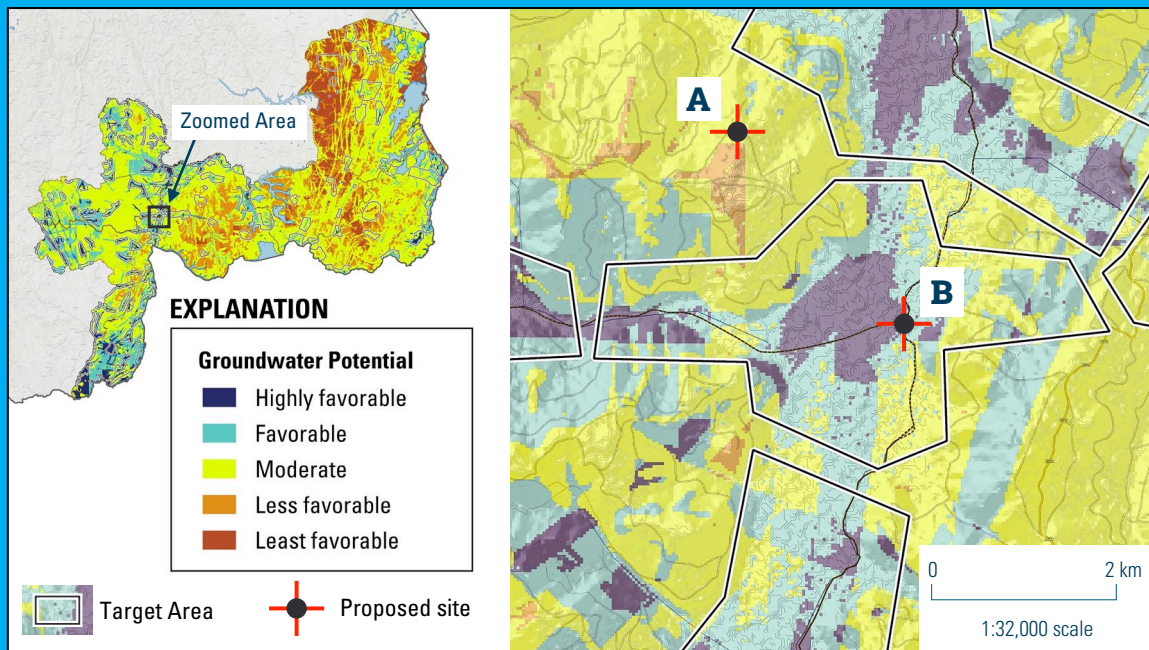 Zoomed Area
EXPLANATION
Groundwater Potential
Highly favorable
Favorable
Moderate
Less favorable
Least favorable
Target Area
Proposed site
A
B
0 2 km
1:32,000 scale